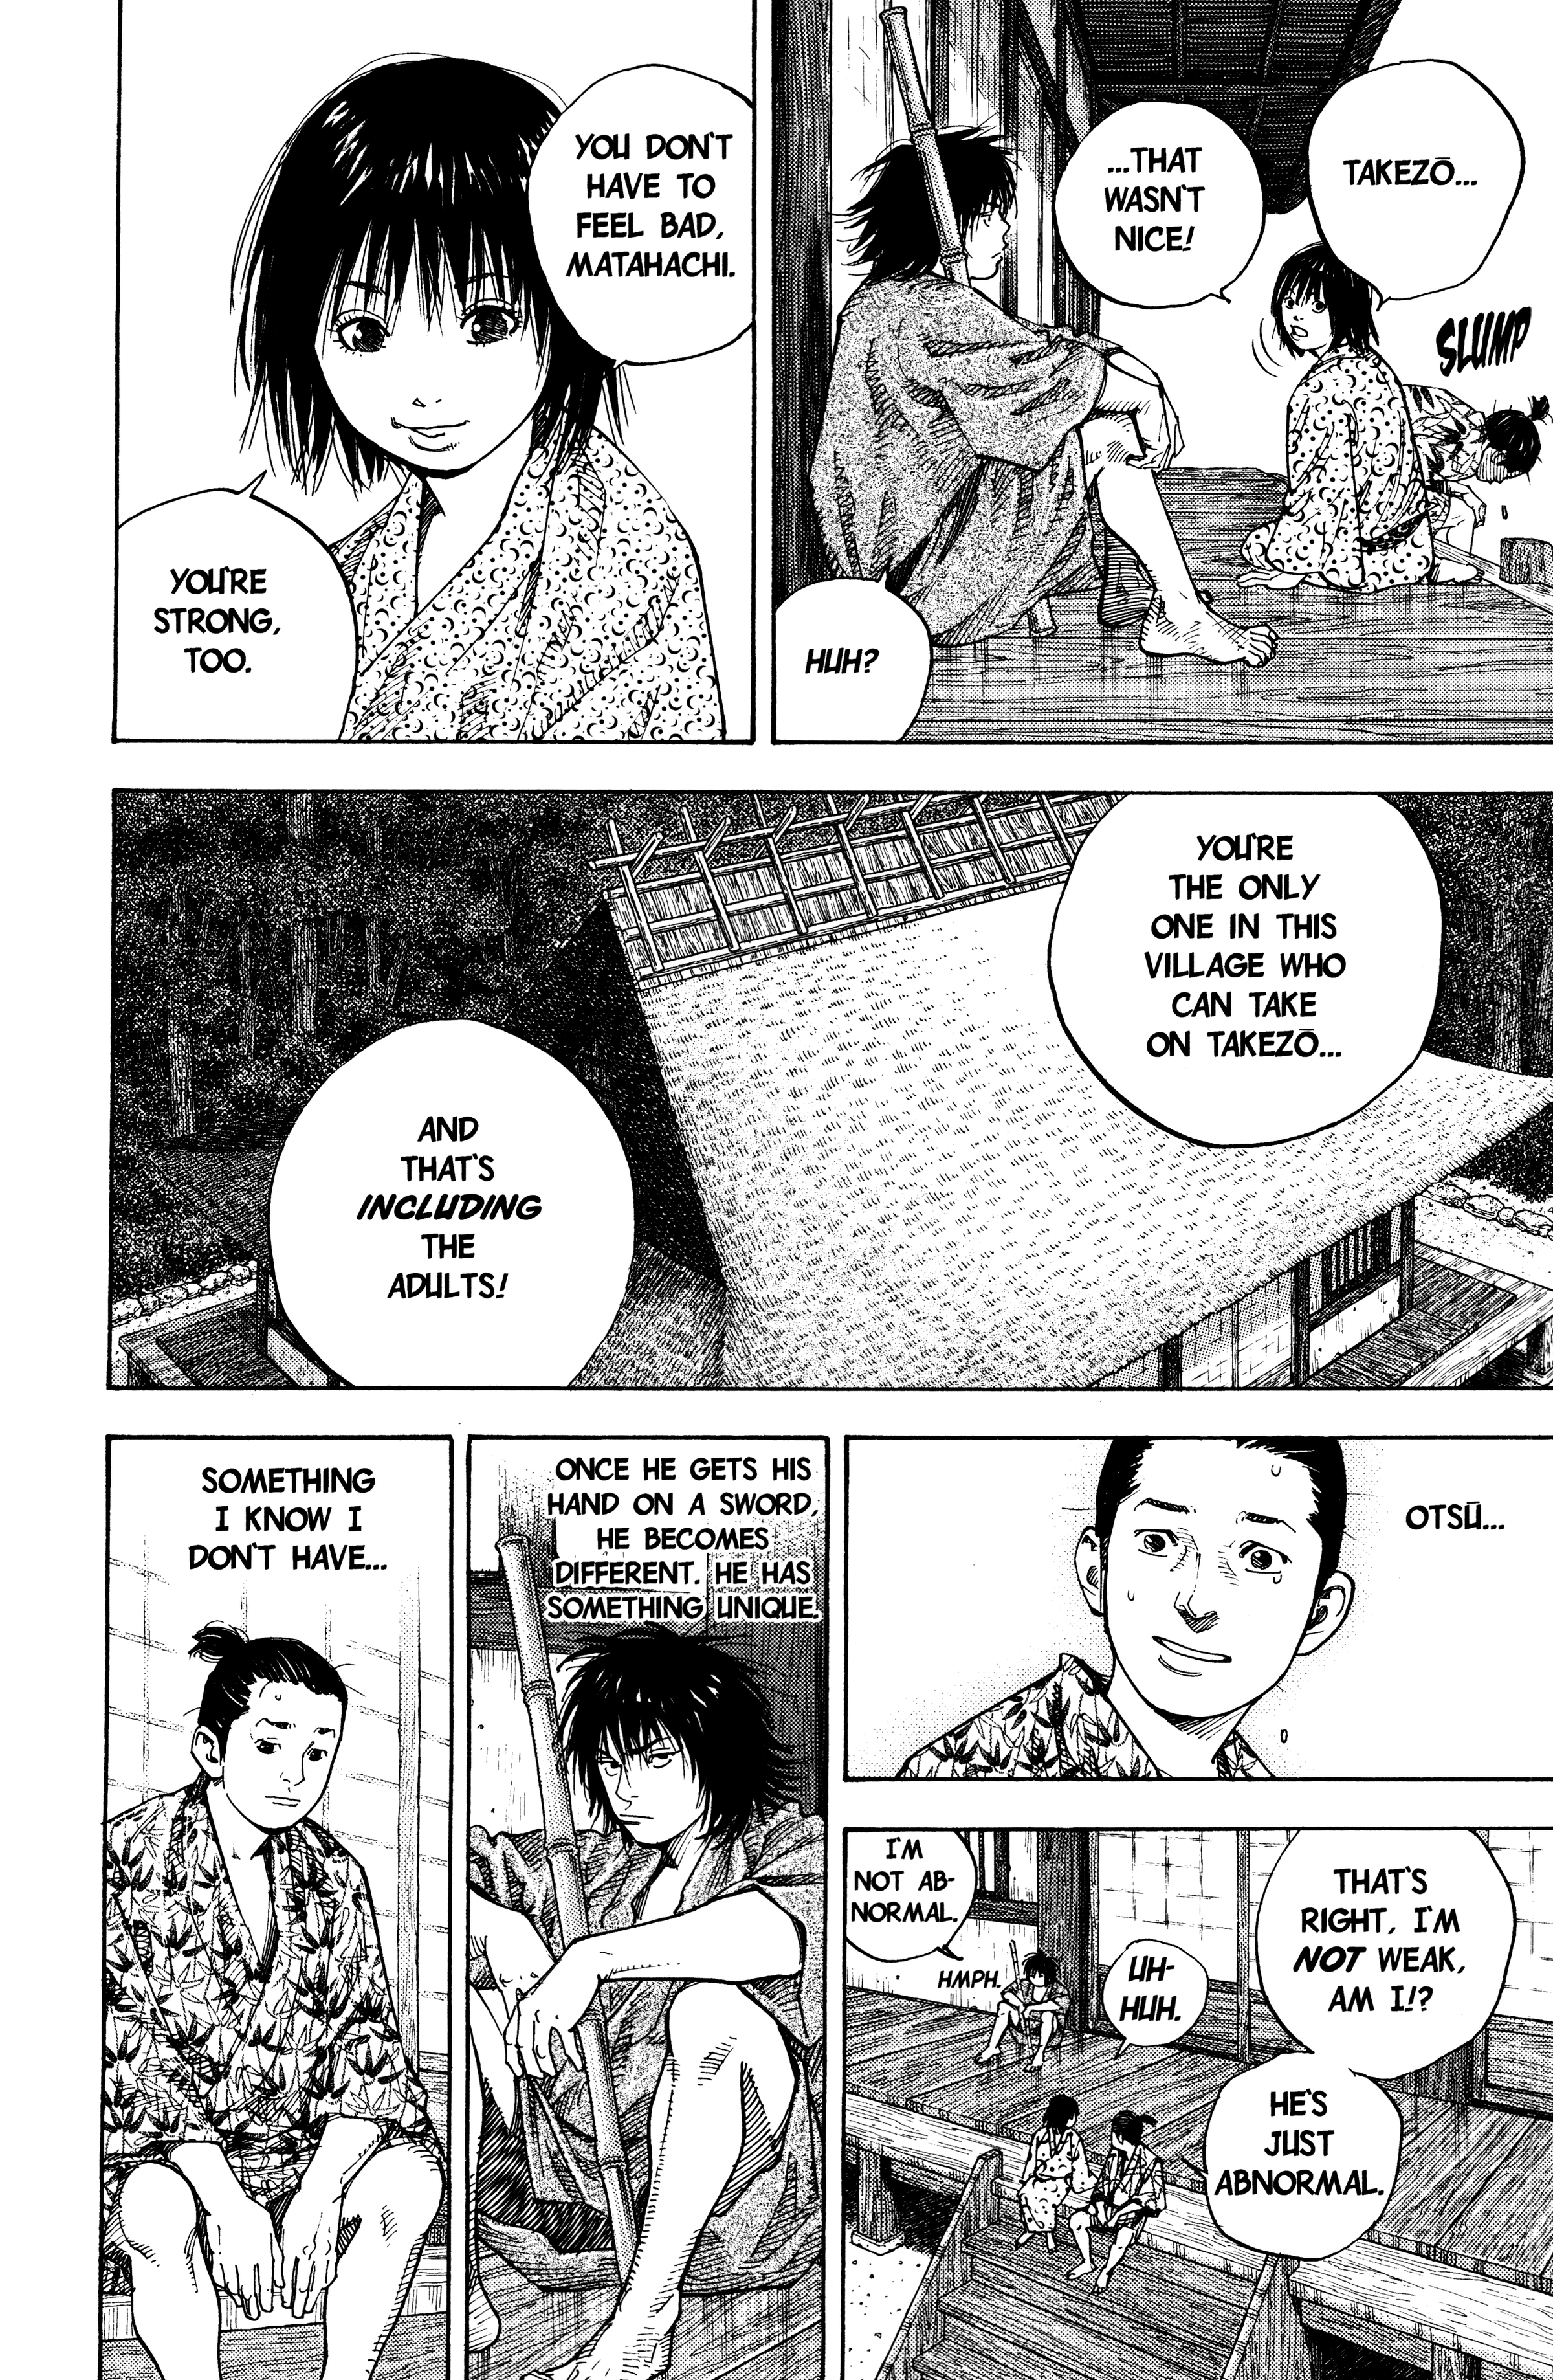 TAKEZŌ...
...THAT
WASN'T
NICE!
SLUMP
HUH?
YOU DON'T
HAVE TO
FEEL BAD,
MATAHACHI.
YOU'RE
STRONG,
TOO.
YOU'RE
THE ONLY
ONE IN THIS
VILLAGE WHO
CAN TAKE
ON TAKEZŌ...
AND
THAT'S
INCLUDING
THE
ADULTS!
OTSŪ...
THAT'S
RIGHT, I'M
NOT WEAK,
AM I!?
UH-
HUH.
HE'S
JUST
ABNORMAL.
I'M
NOT AB-
NORMAL.
HMPH.
ONCE HE GETS HIS
HAND ON A SWORD,
HE BECOMES
DIFFERENT. HE HAS
SOMETHING UNIQUE.
SOMETHING
I KNOW I
DON'T HAVE...